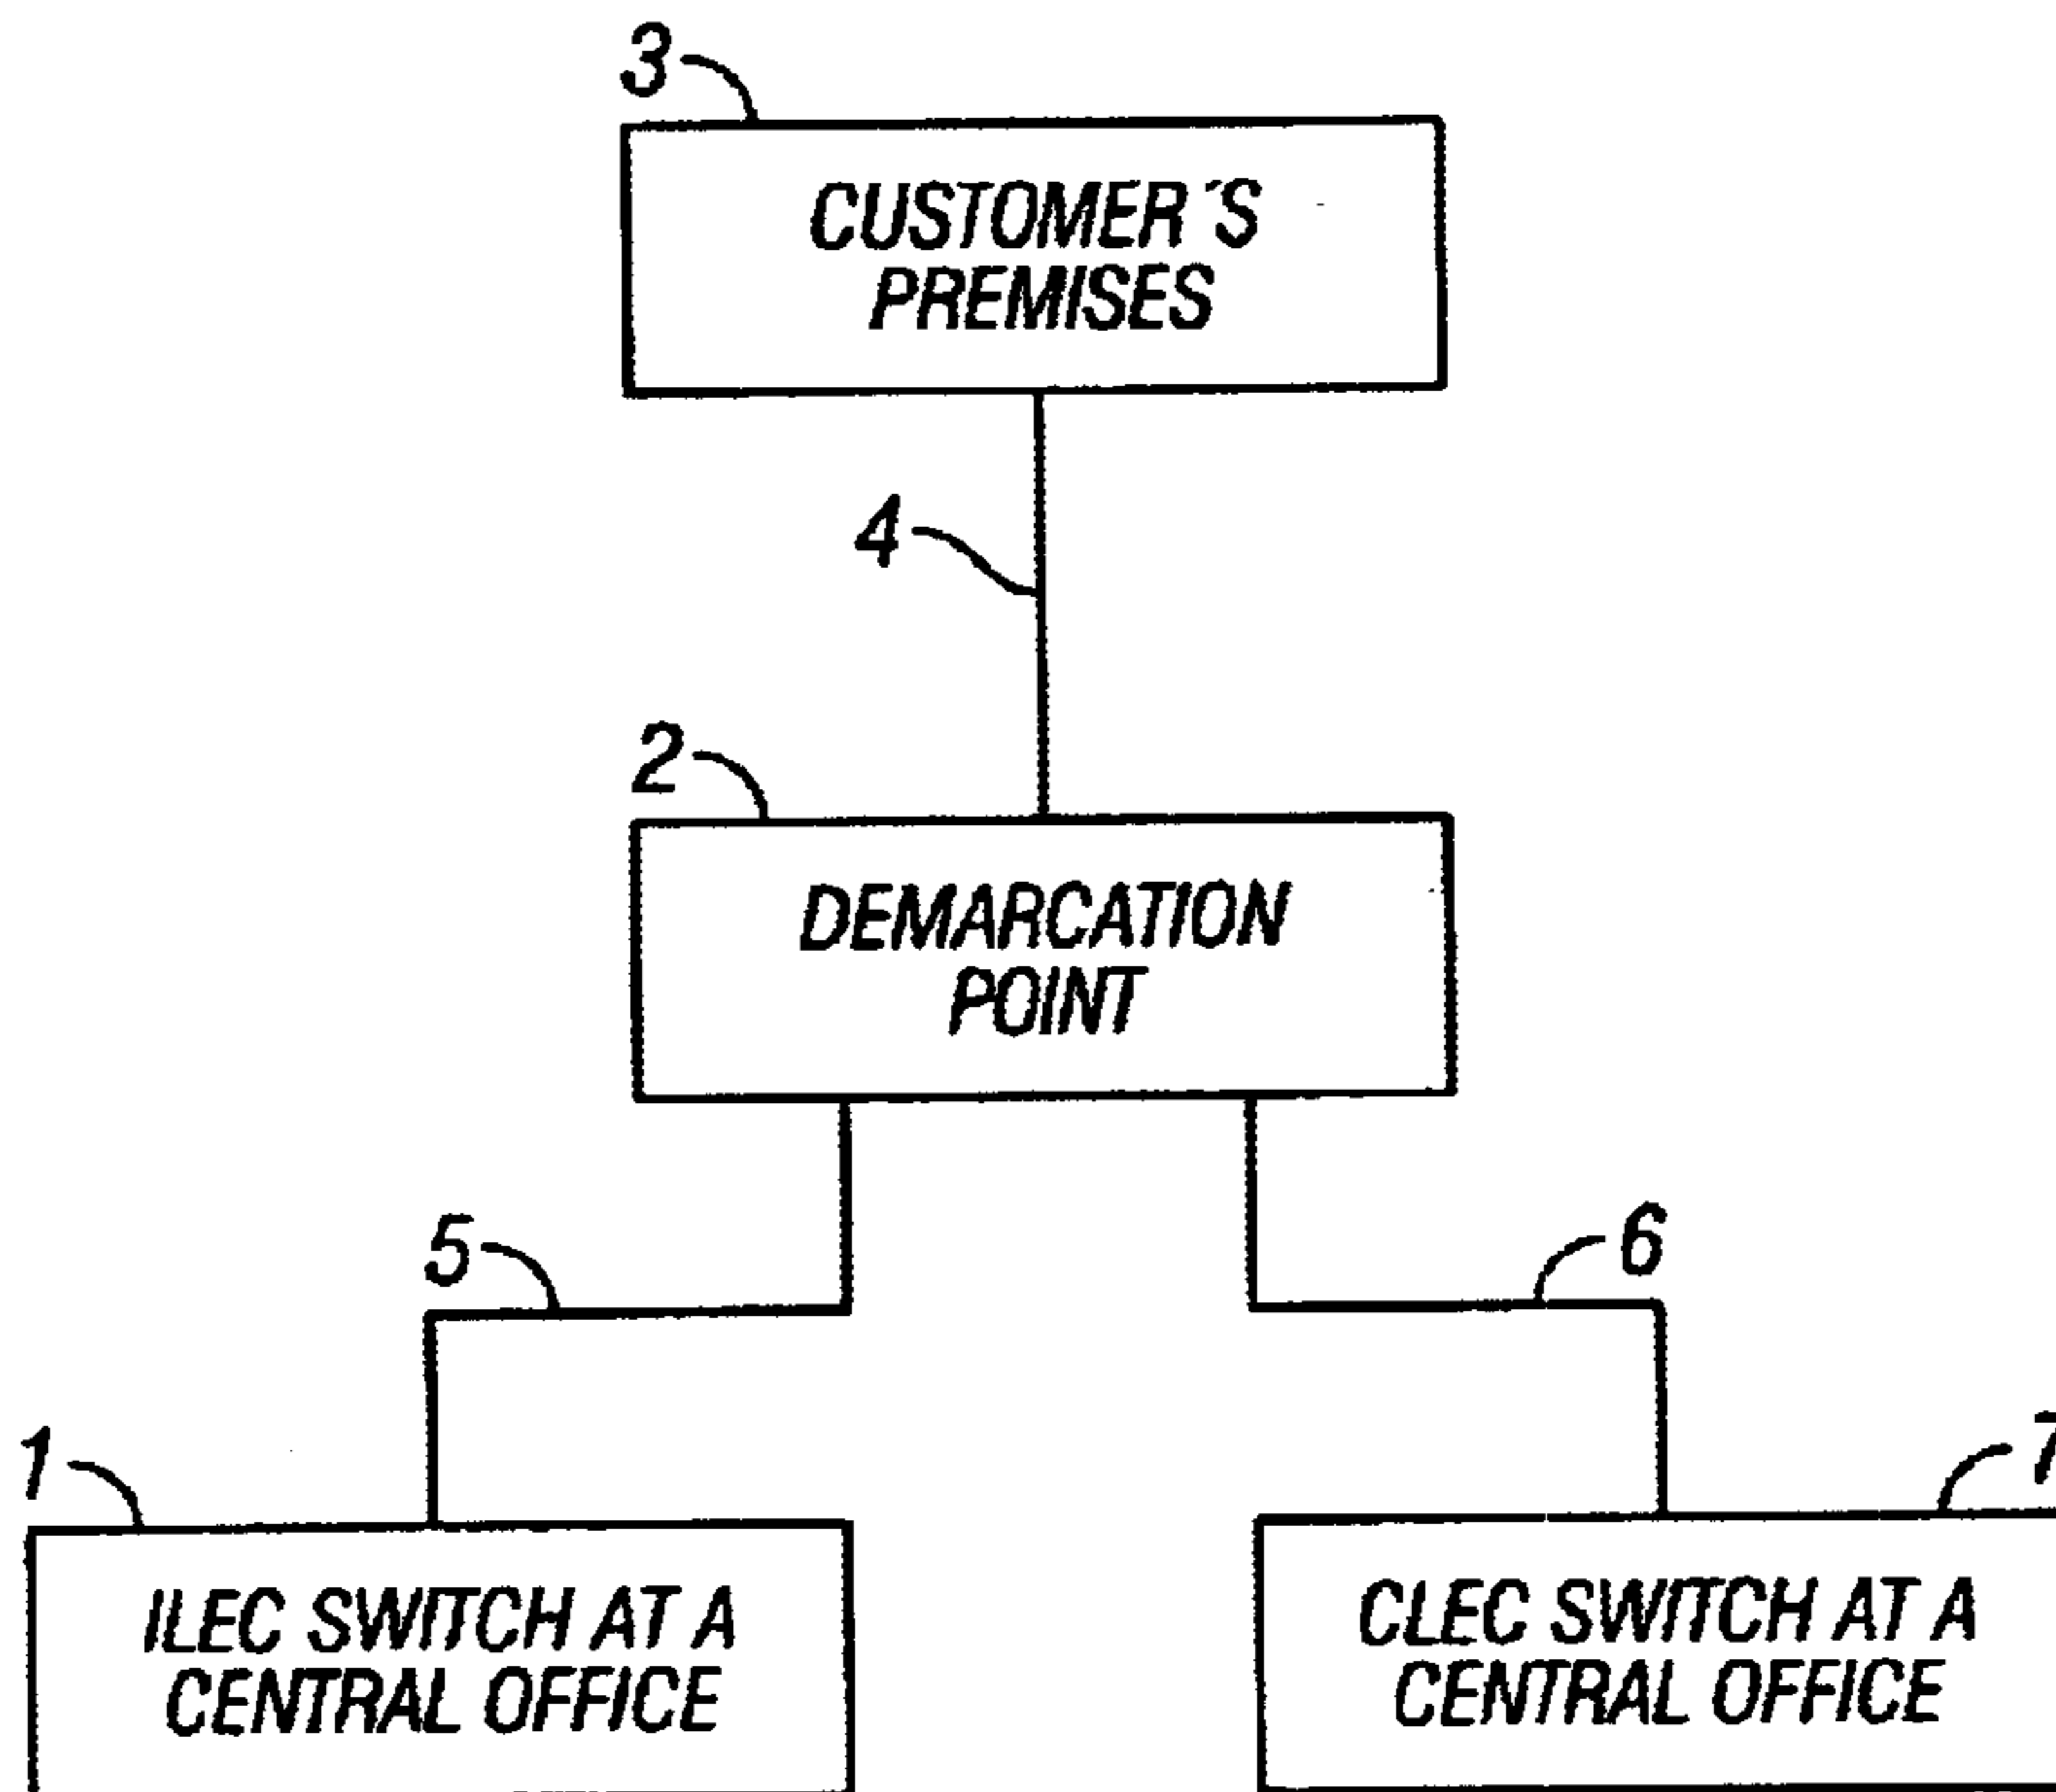 3
CUSTOMER'S
PREMISES
4
2
DEMARCATION
POINT
5
6
1
7
ILEC SWITCH AT A
CENTRAL OFFICE
CLEC SWITCH AT A
CENTRAL OFFICE